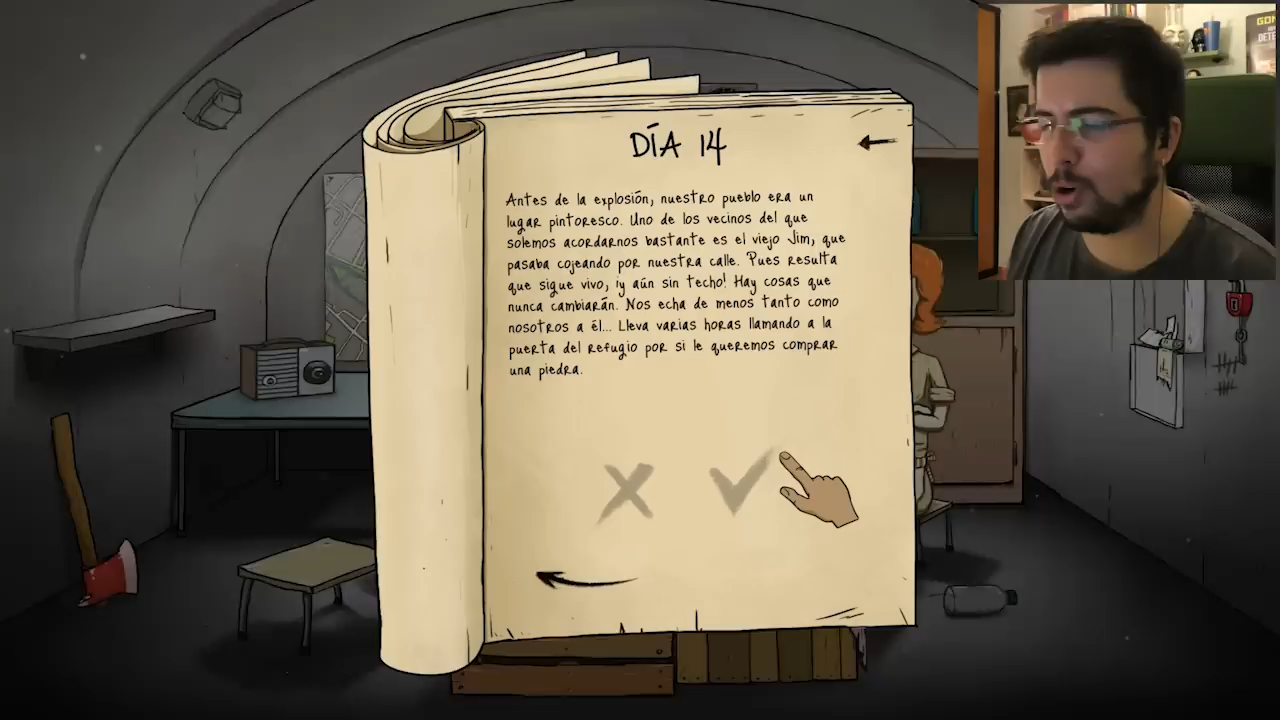 DÍA 14
Antes de la explosión, nuestro pueblo era un
lugar pintoresco. Uno de los vecinos del que
solemos acordarnos bastante es el viejo Jim, que
pasaba cojeando por nuestra calle. Pues resulta
que sigue vivo, ¡y aún sin techo! Hay cosas que
nunca cambiarán. Nos echa de menos tanto como
nosotros a él... Lleva varias horas llamando a la
puerta del refugio por si le queremos comprar
una piedra.